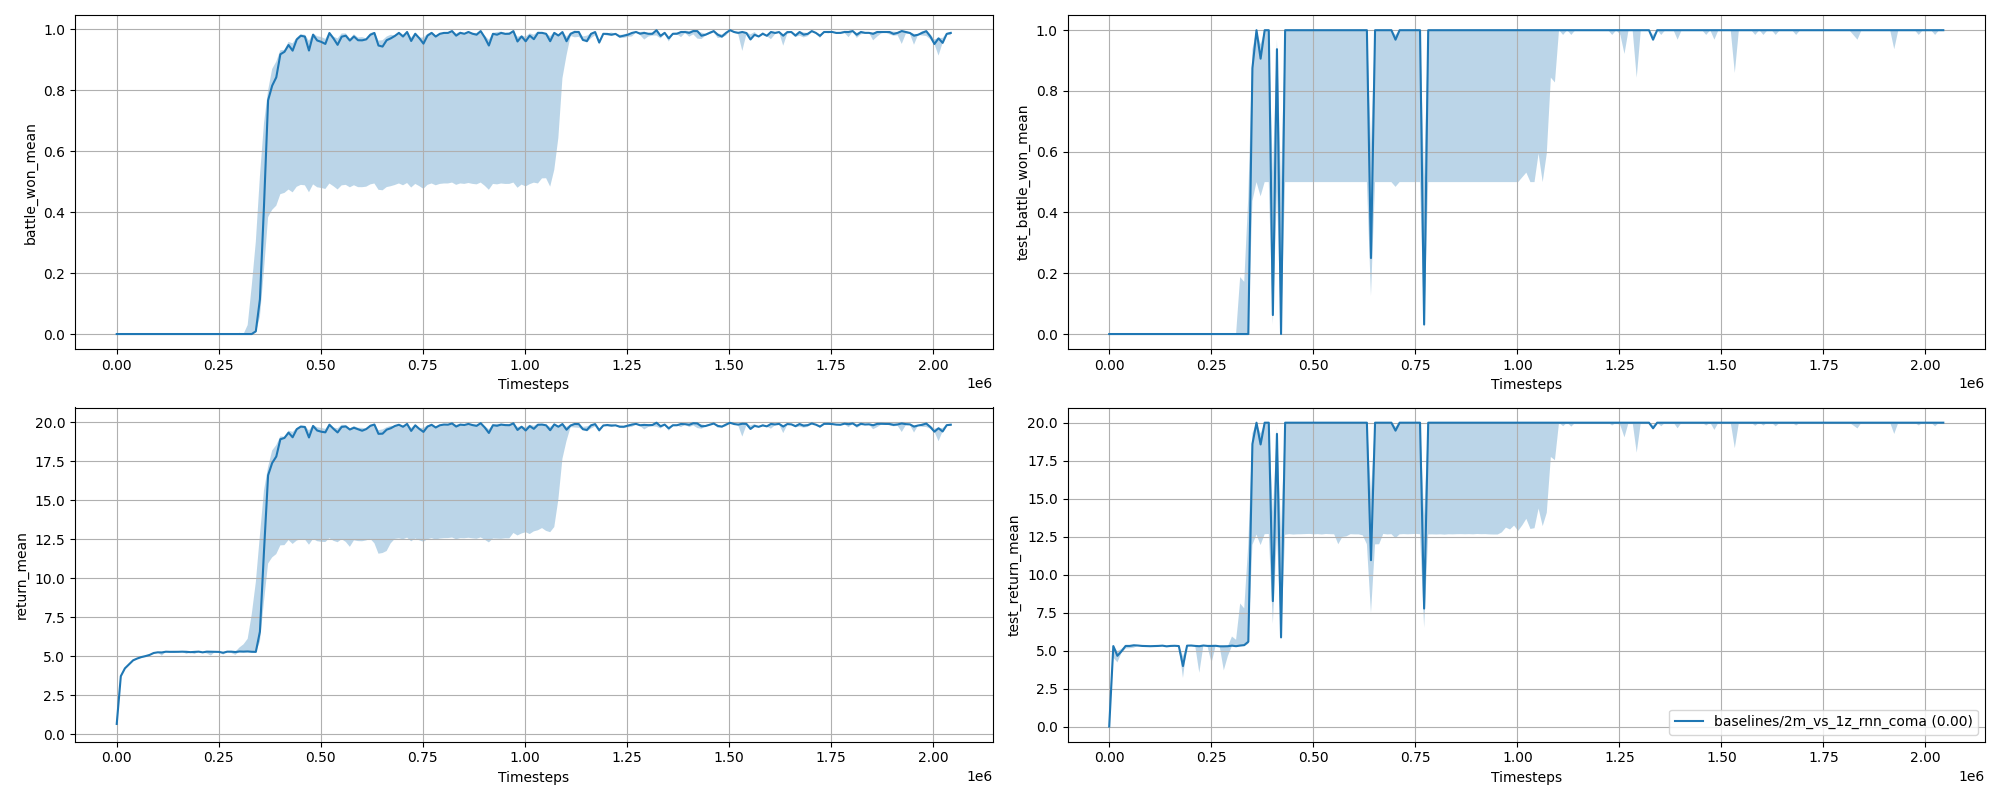 1.0
0.8
0.6
0.4
0.2
0.0
battle_won_mean
0.00 0.25 0.50 0.75 1.00 1.25 1.50 1.75 2.00
Timesteps
1e6
1.0
0.8
0.6
0.4
0.2
0.0
test_battle_won_mean
0.00 0.25 0.50 0.75 1.00 1.25 1.50 1.75 2.00
Timesteps
1e6
20.0
17.5
15.0
12.5
10.0
7.5
5.0
2.5
0.0
return_mean
0.00 0.25 0.50 0.75 1.00 1.25 1.50 1.75 2.00
Timesteps
1e6
20.0
17.5
15.0
12.5
10.0
7.5
5.0
2.5
0.0
test_return_mean
baselines/2m_vs_1z_rnn_coma (0.00)
0.00 0.25 0.50 0.75 1.00 1.25 1.50 1.75 2.00
Timesteps
1e6